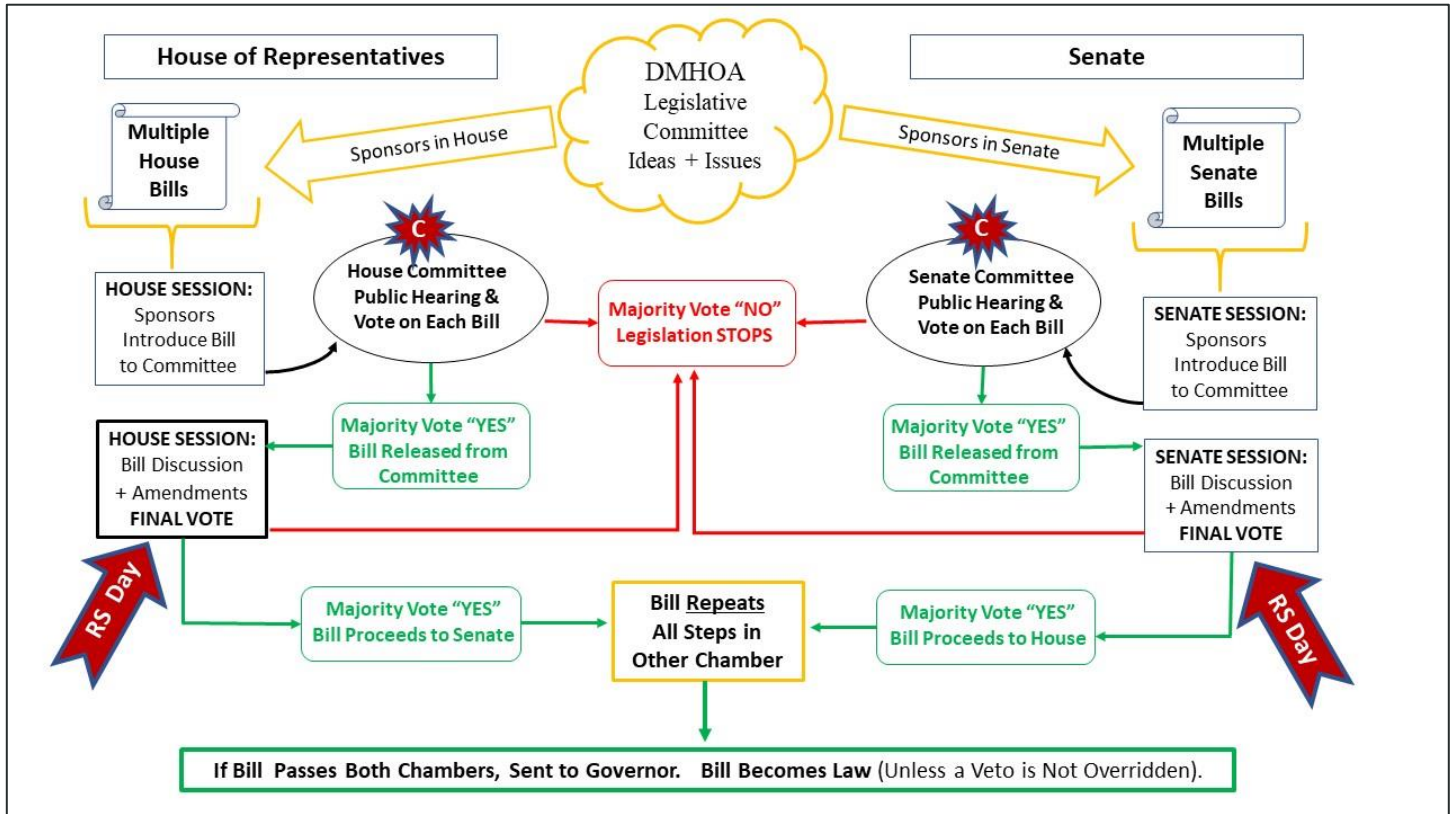 House of Representatives
DMHOA
Legislative
Committee
Ideas + Issues
Senate
Sponsors in House
Sponsors in Senate
Multiple
House
Bills
Multiple
Senate
Bills
C
House Committee
Public Hearing &
Vote on Each Bill
C
Senate Committee
Public Hearing &
Vote on Each Bill
HOUSE SESSION:
Sponsors
Introduce Bill
to Committee
Majority Vote “NO”
Legislation STOPS
SENATE SESSION:
Sponsors
Introduce Bill
to Committee
Majority Vote “YES”
Bill Released from
Committee
Majority Vote “YES”
Bill Released from
Committee
HOUSE SESSION:
Bill Discussion
+ Amendments
FINAL VOTE
SENATE SESSION:
Bill Discussion
+ Amendments
FINAL VOTE
RS Day
RS Day
Majority Vote “YES”
Bill Proceeds to Senate
Bill Repeats
All Steps in
Other Chamber
Majority Vote “YES”
Bill Proceeds to House
If Bill Passes Both Chambers, Sent to Governor. Bill Becomes Law (Unless a Veto is Not Overridden).